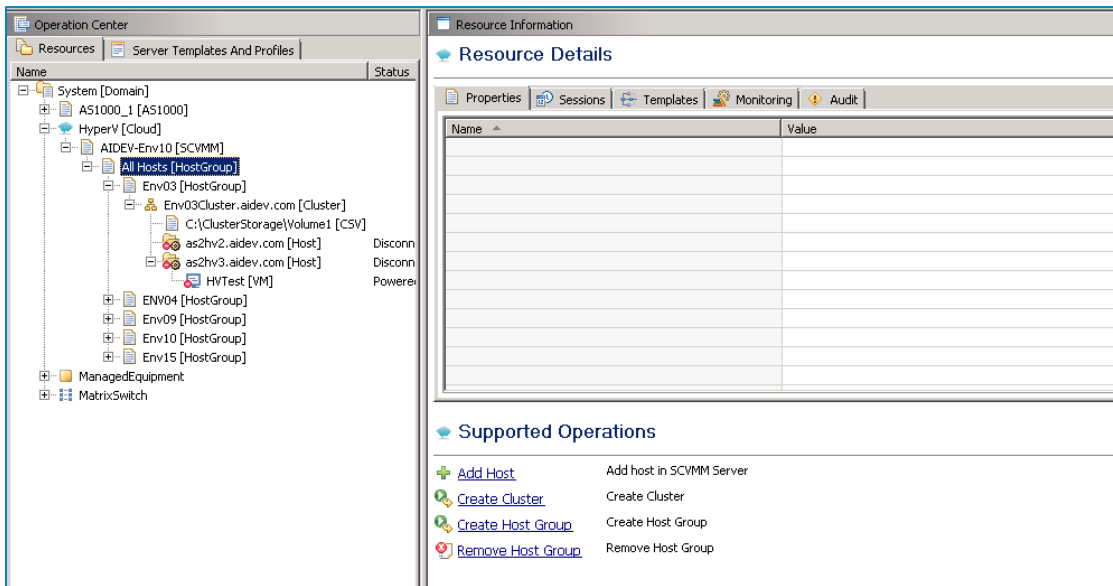 Operation Center
Resources
Server Templates And Profiles
Name Status
System [Domain]
AS1000_1 [AS1000]
HyperV [Cloud]
AIDEV-Env10 [SCVMM]
All Hosts [HostGroup]
Env03 [HostGroup]
Env03Cluster.aidev.com [Cluster]
C:\ClusterStorage\Volume1 [CSV]
as2hv2.aidev.com [Host] Disconn
as2hv3.aidev.com [Host] Disconn
HVTest [VM] Powere
ENV04 [HostGroup]
Env09 [HostGroup]
Env10 [HostGroup]
Env15 [HostGroup]
ManagedEquipment
MatrixSwitch
Resource Information
Resource Details
Properties Sessions Templates Monitoring Audit
Name Value
Supported Operations
Add Host Add host in SCVMM Server
Create Cluster Create Cluster
Create Host Group Create Host Group
Remove Host Group Remove Host Group